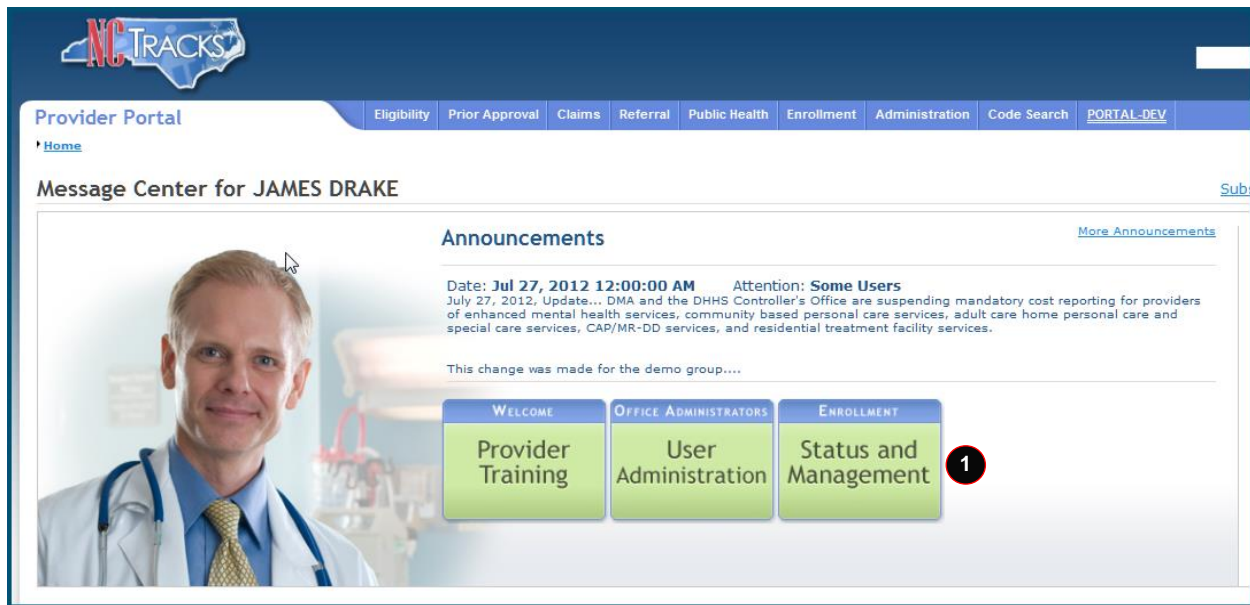 NCTRACKS
Provider Portal
Eligibility Prior Approval Claims Referral Public Health Enrollment Administration Code Search PORTAL-DEV
Home
Message Center for JAMES DRAKE
Announcements
More Announcements
Date: Jul 27, 2012 12:00:00 AM Attention: Some Users
July 27, 2012, Update... DMA and the DHHS Controller's Office are suspending mandatory cost reporting for providers
of enhanced mental health services, community based personal care services, adult care home personal care and
special care services, CAP/MR-DD services, and residential treatment facility services.
This change was made for the demo group....
WELCOME
Provider
Training
OFFICE ADMINISTRATORS
User
Administration
ENROLLMENT
Status and
Management
1